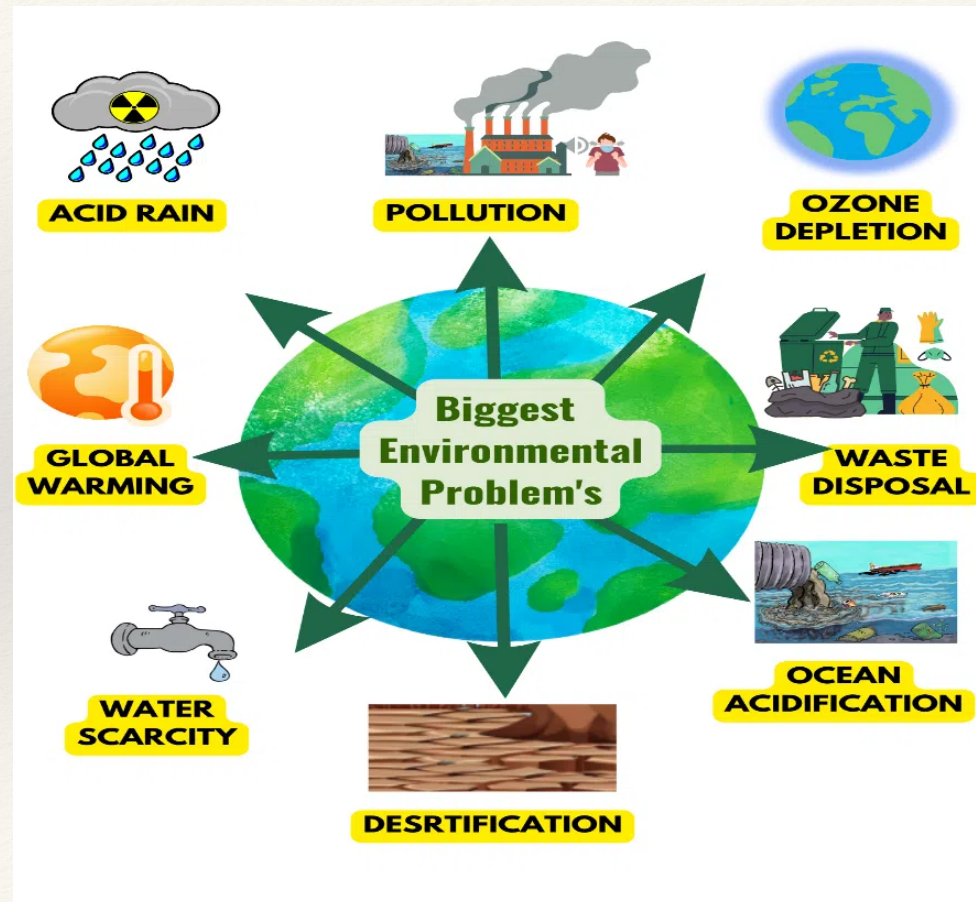 ACID RAIN
POLLUTION
OZONE
DEPLETION
Biggest
Environmental
Problem's
GLOBAL
WARMING
WASTE
DISPOSAL
WATER
SCARCITY
OCEAN
ACIDIFICATION
DESRTIFICATION